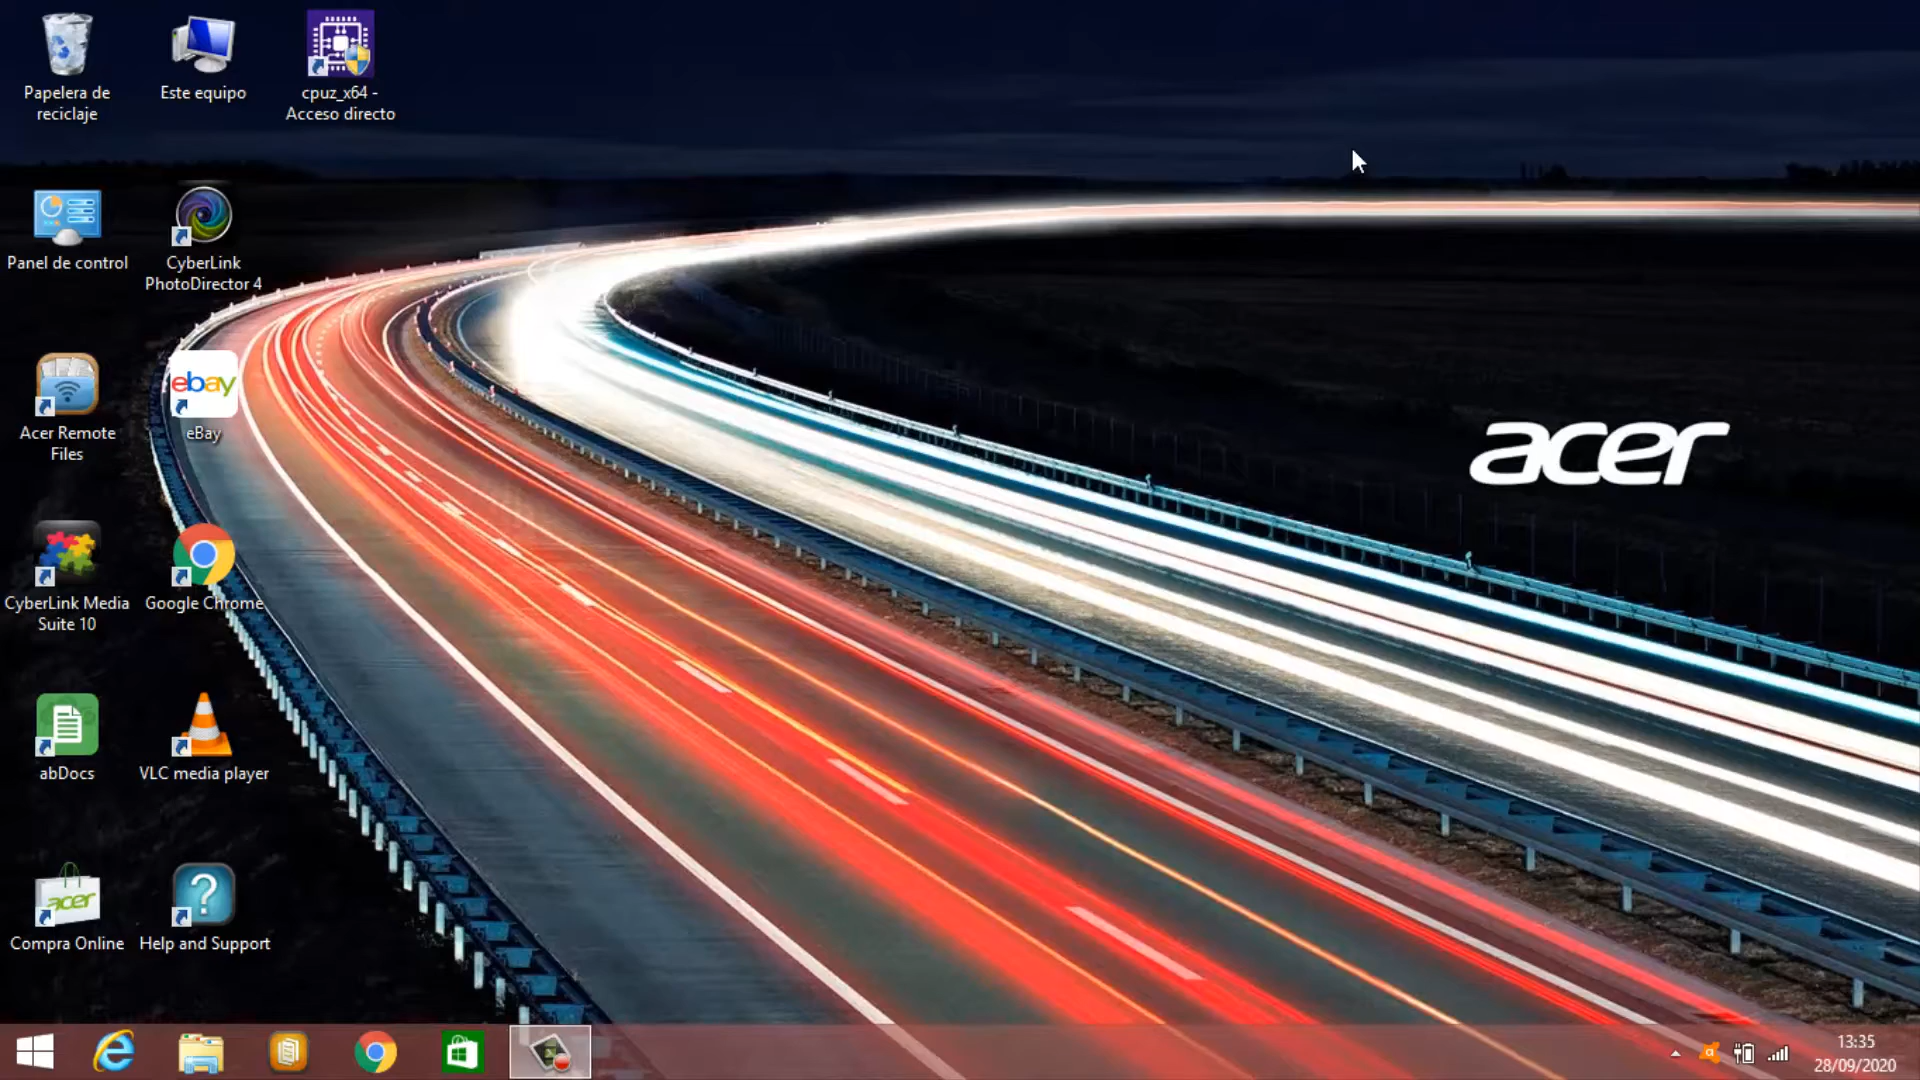 Papelera de
reciclaje
Este equipo
cpuz_x64 -
Acceso directo
Panel de control
CyberLink
PhotoDirector 4
Acer Remote
Files
ebay
eBay
CyberLink Media
Suite 10
Google Chrome
abDocs
VLC media player
acer
Compra Online
Help and Support
acer
13:35
28/09/2020